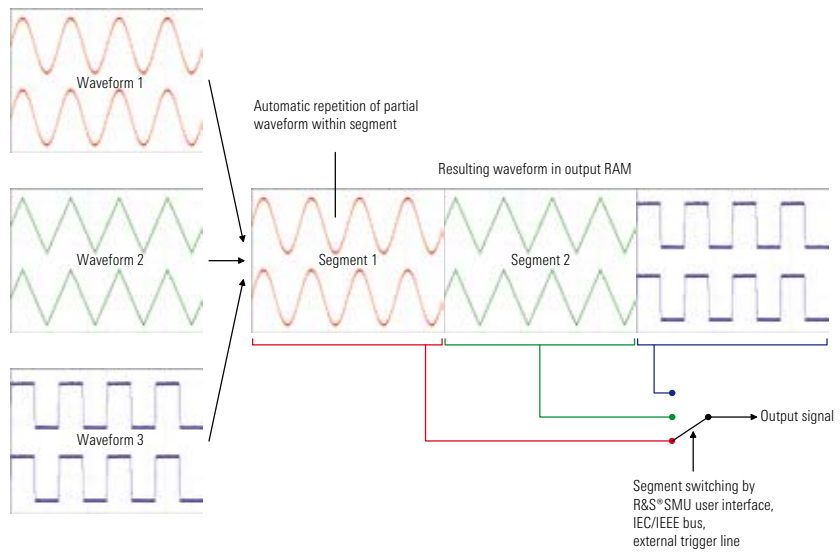 Waveform 1
Automatic repetition of partial
waveform within segment
Resulting waveform in output RAM
Waveform 2
Segment 1
Segment 2
Waveform 3
Output signal
Segment switching by
R&S®SMU user interface,
IEC/IEEE bus,
external trigger line